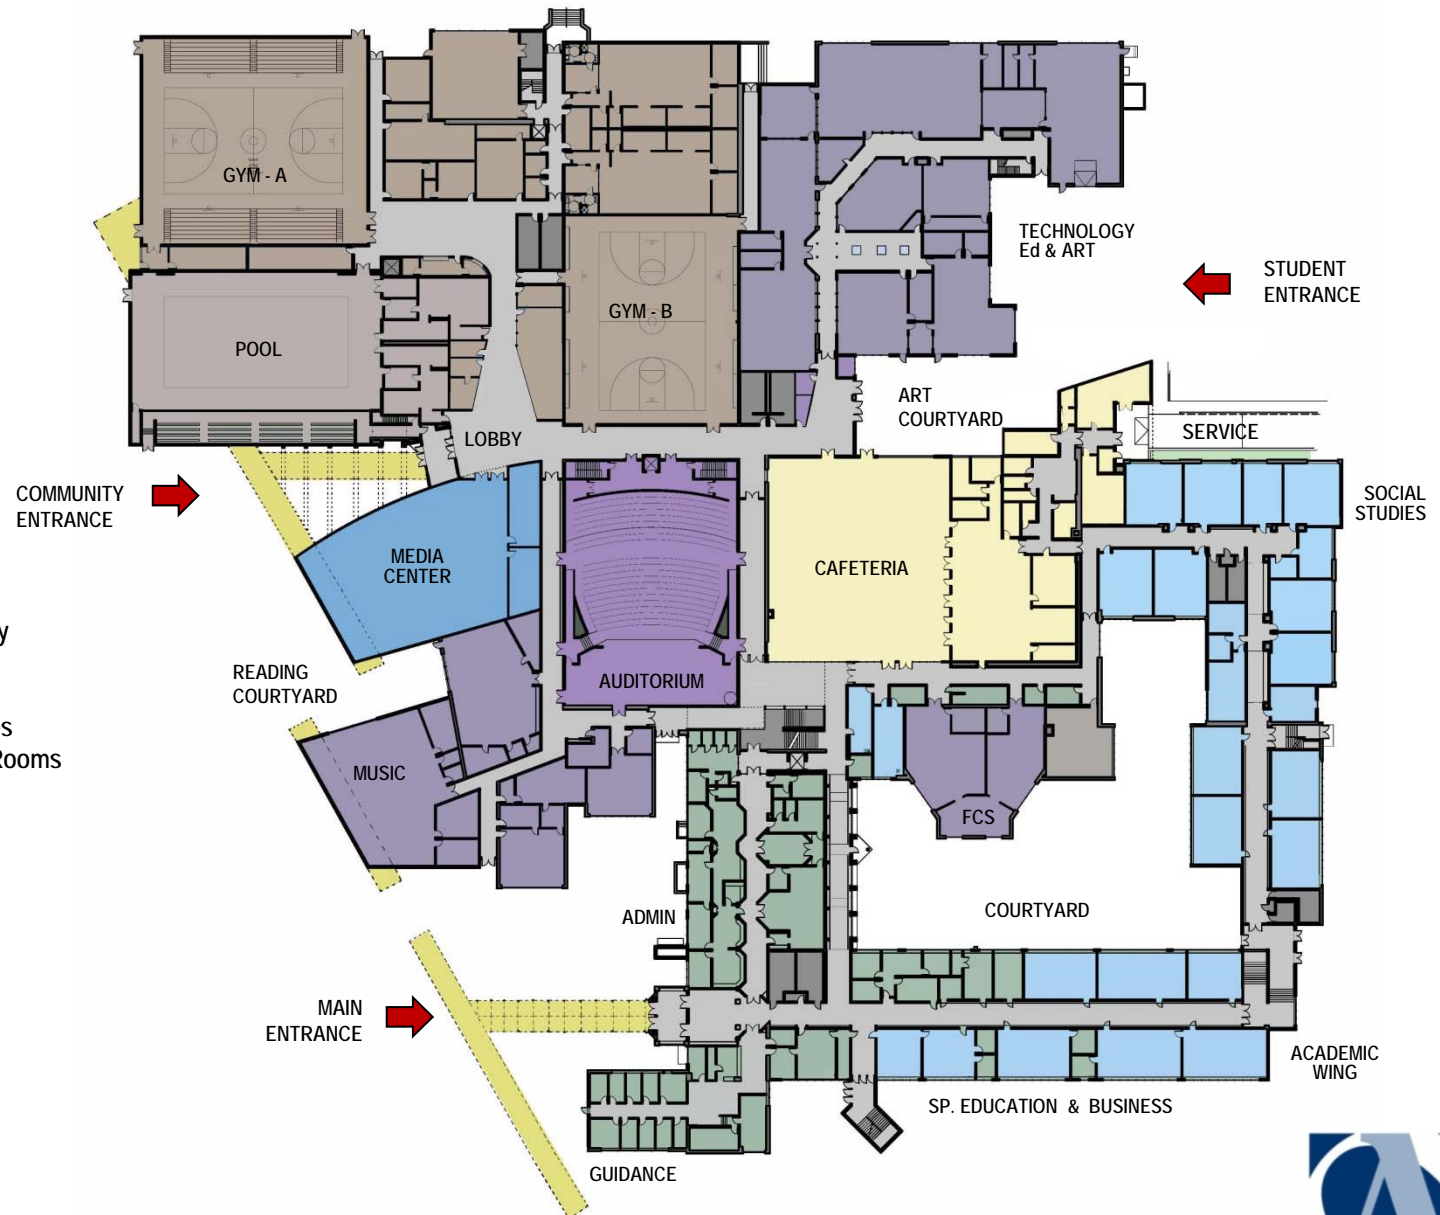 GYM - A
TECHNOLOGY
Ed & ART
STUDENT
ENTRANCE
GYM - B
POOL
ART
COURTYARD
LOBBY
SERVICE
COMMUNITY
ENTRANCE
SOCIAL
STUDIES
MEDIA
CENTER
CAFETERIA
y
READING
COURTYARD
AUDITORIUM
s
Rooms
MUSIC
FCS
ADMIN
COURTYARD
MAIN
ENTRANCE
ACADEMIC
WING
SP. EDUCATION & BUSINESS
GUIDANCE